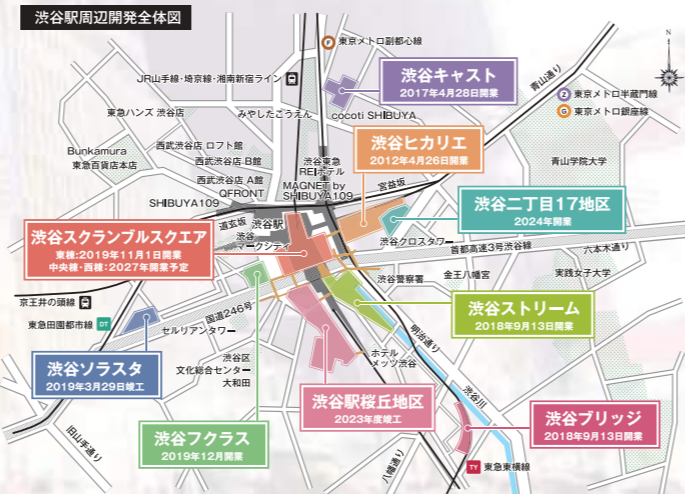 渋谷駅周辺開発全体図
N
F 東京メトロ副都心線
JR山手線・埼京線・湘南新宿ライン
渋谷キャスト
2017年4月28日開業
青山通り
Z 東京メトロ半蔵門線
G 東京メトロ銀座線
東急ハンズ 渋谷店
みやしたこうえん
cocoti SHIBUYA
西武渋谷店 ロフト館
Bunkamura
東急百貨店本店
西武渋谷店 B館
渋谷東急
REIホテル
渋谷ヒカリエ
2012年4月26日開業
青山学院大学
西武渋谷店 A館
QFRONT
MAGNET by
SHIBUYA109
宮益坂
SHIBUYA109
渋谷二丁目17地区
2024年開業
道玄坂
渋谷駅
渋谷
マークシティ
渋谷クロスタワー
首都高速3号渋谷線
六本木通り
渋谷スクランブルスクエア
東棟:2019年11月1日開業
中央棟・西棟:2027年開業予定
渋谷警察署
金王八幡宮
実践女子大学
京王井の頭線
東急田園都市線 DT
国道246号
セルリアンタワー
渋谷ストリーム
2018年9月13日開業
明治通り
渋谷ソラスタ
2019年3月29日竣工
渋谷区
文化総合センター
大和田
ホテル
メッツ渋谷
渋谷川
渋谷駅桜丘地区
2023年度竣工
渋谷ブリッジ
2018年9月13日開業
旧山手通り
渋谷フクラス
2019年12月開業
八幡通り
TY 東急東横線